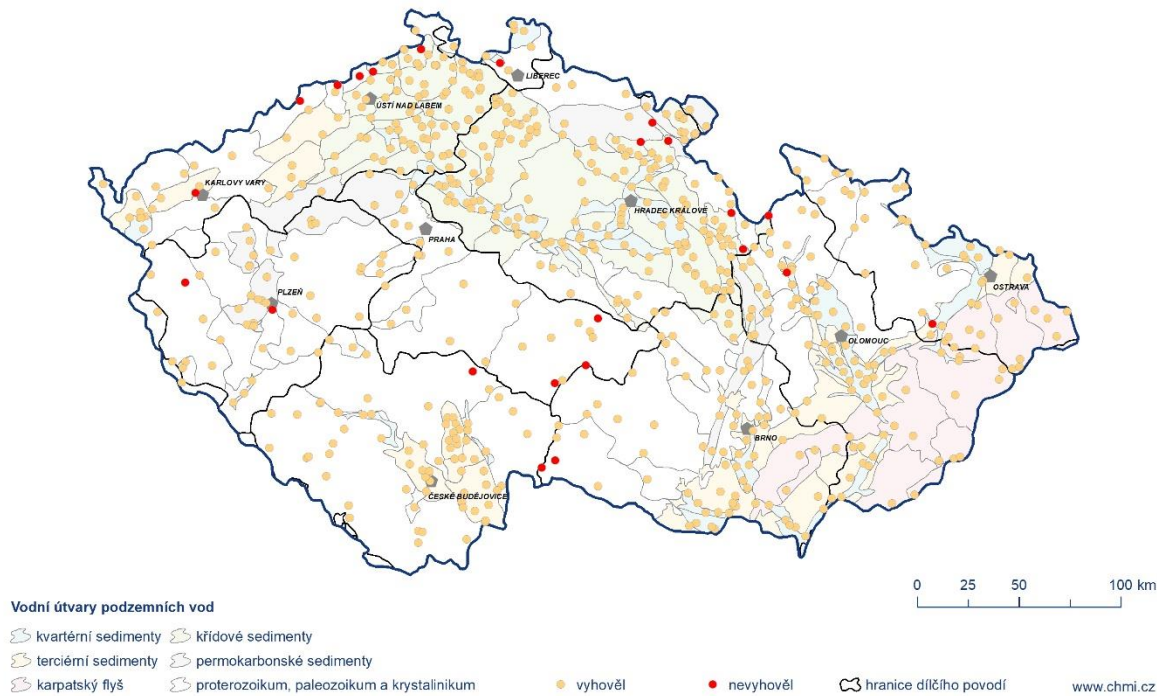 LIBEREC
ÚSTÍ NAD LABEM
KARLOVY VARY
HRADEC KRÁLOVÉ
PRAHA
OSTRAVA
PLZEŇ
OLOMOUC
BRNO
ČESKÉ BUDĚJOVICE
0 25 50 100 km
Vodní útvary podzemních vod
kvartérní sedimenty křídové sedimenty
terciérní sedimenty permokarbonské sedimenty
karpatský flyš proterozoikum, paleozoikum a krystalinikum vyhověl nevyhověl hranice dílčího povodí www.chmi.cz